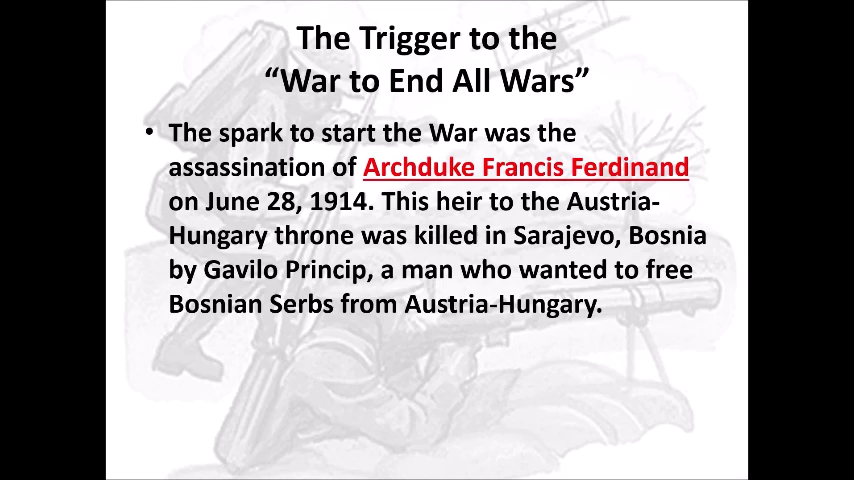 The Trigger to the
“War to End All Wars”
• The spark to start the War was the
assassination of Archduke Francis Ferdinand
on June 28, 1914. This heir to the Austria-
Hungary throne was killed in Sarajevo, Bosnia
by Gavilo Princip, a man who wanted to free
Bosnian Serbs from Austria-Hungary.